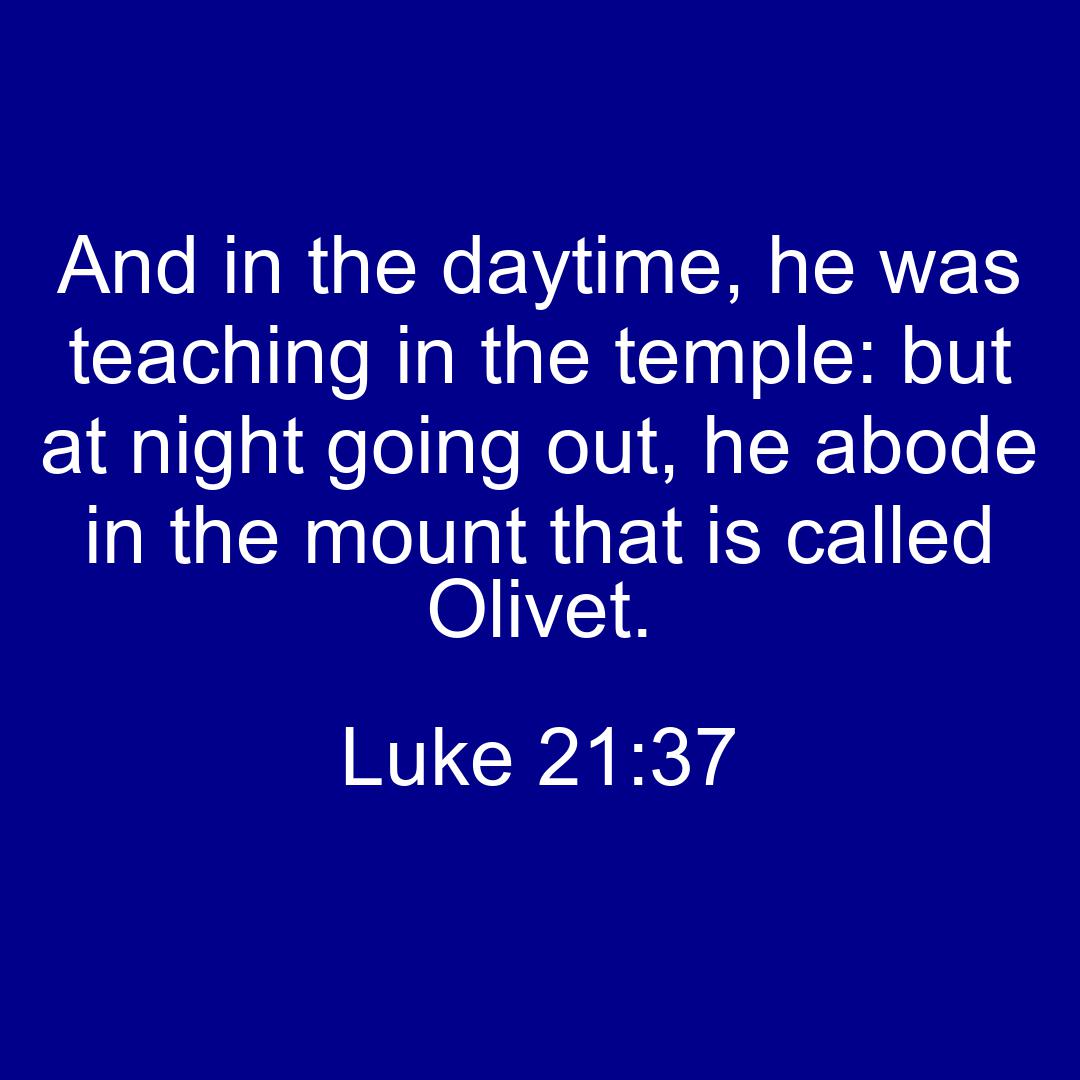 And in the daytime, he was
teaching in the temple: but
at night going out, he abode
in the mount that is called
Olivet.
Luke 21:37